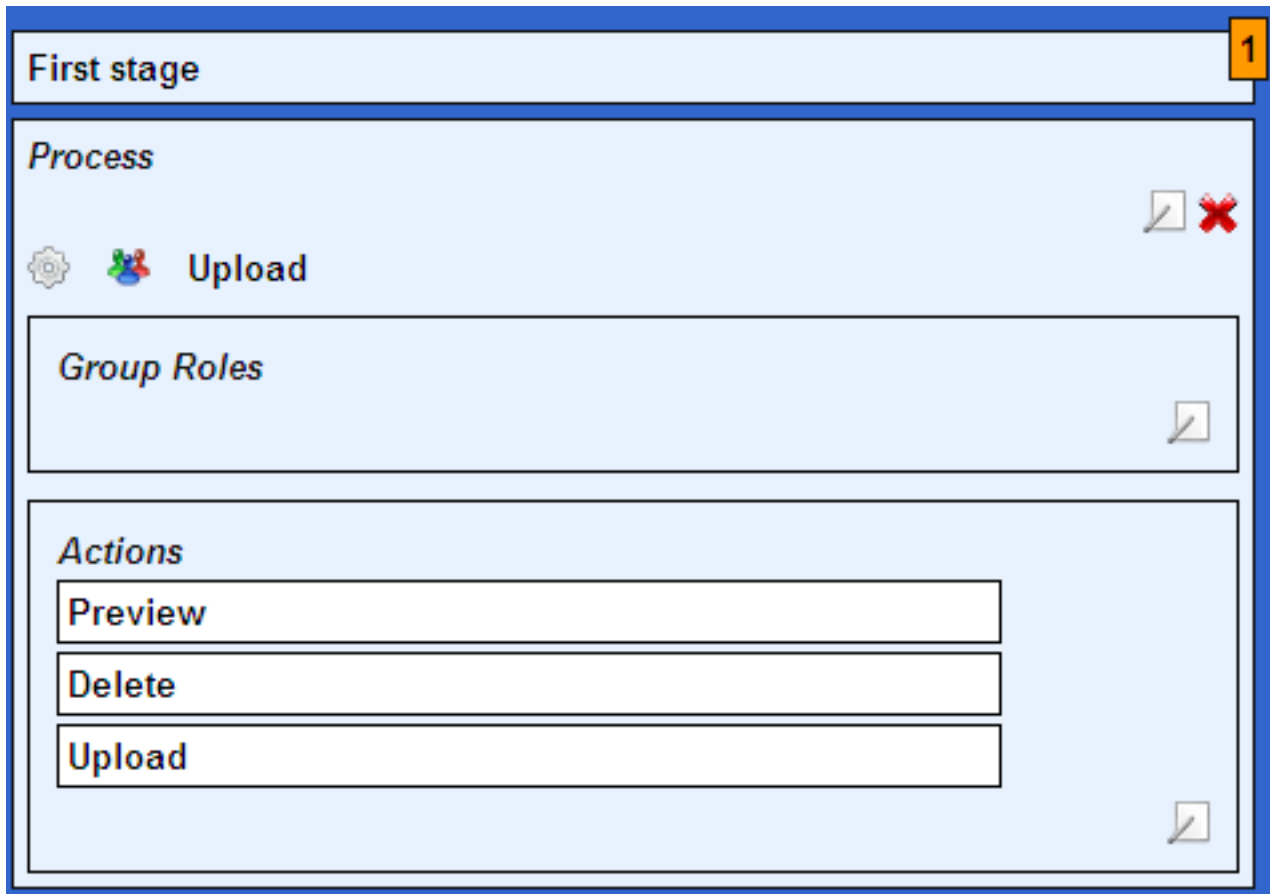 First stage
1
Process
Upload
Group Roles
Actions
Preview
Delete
Upload